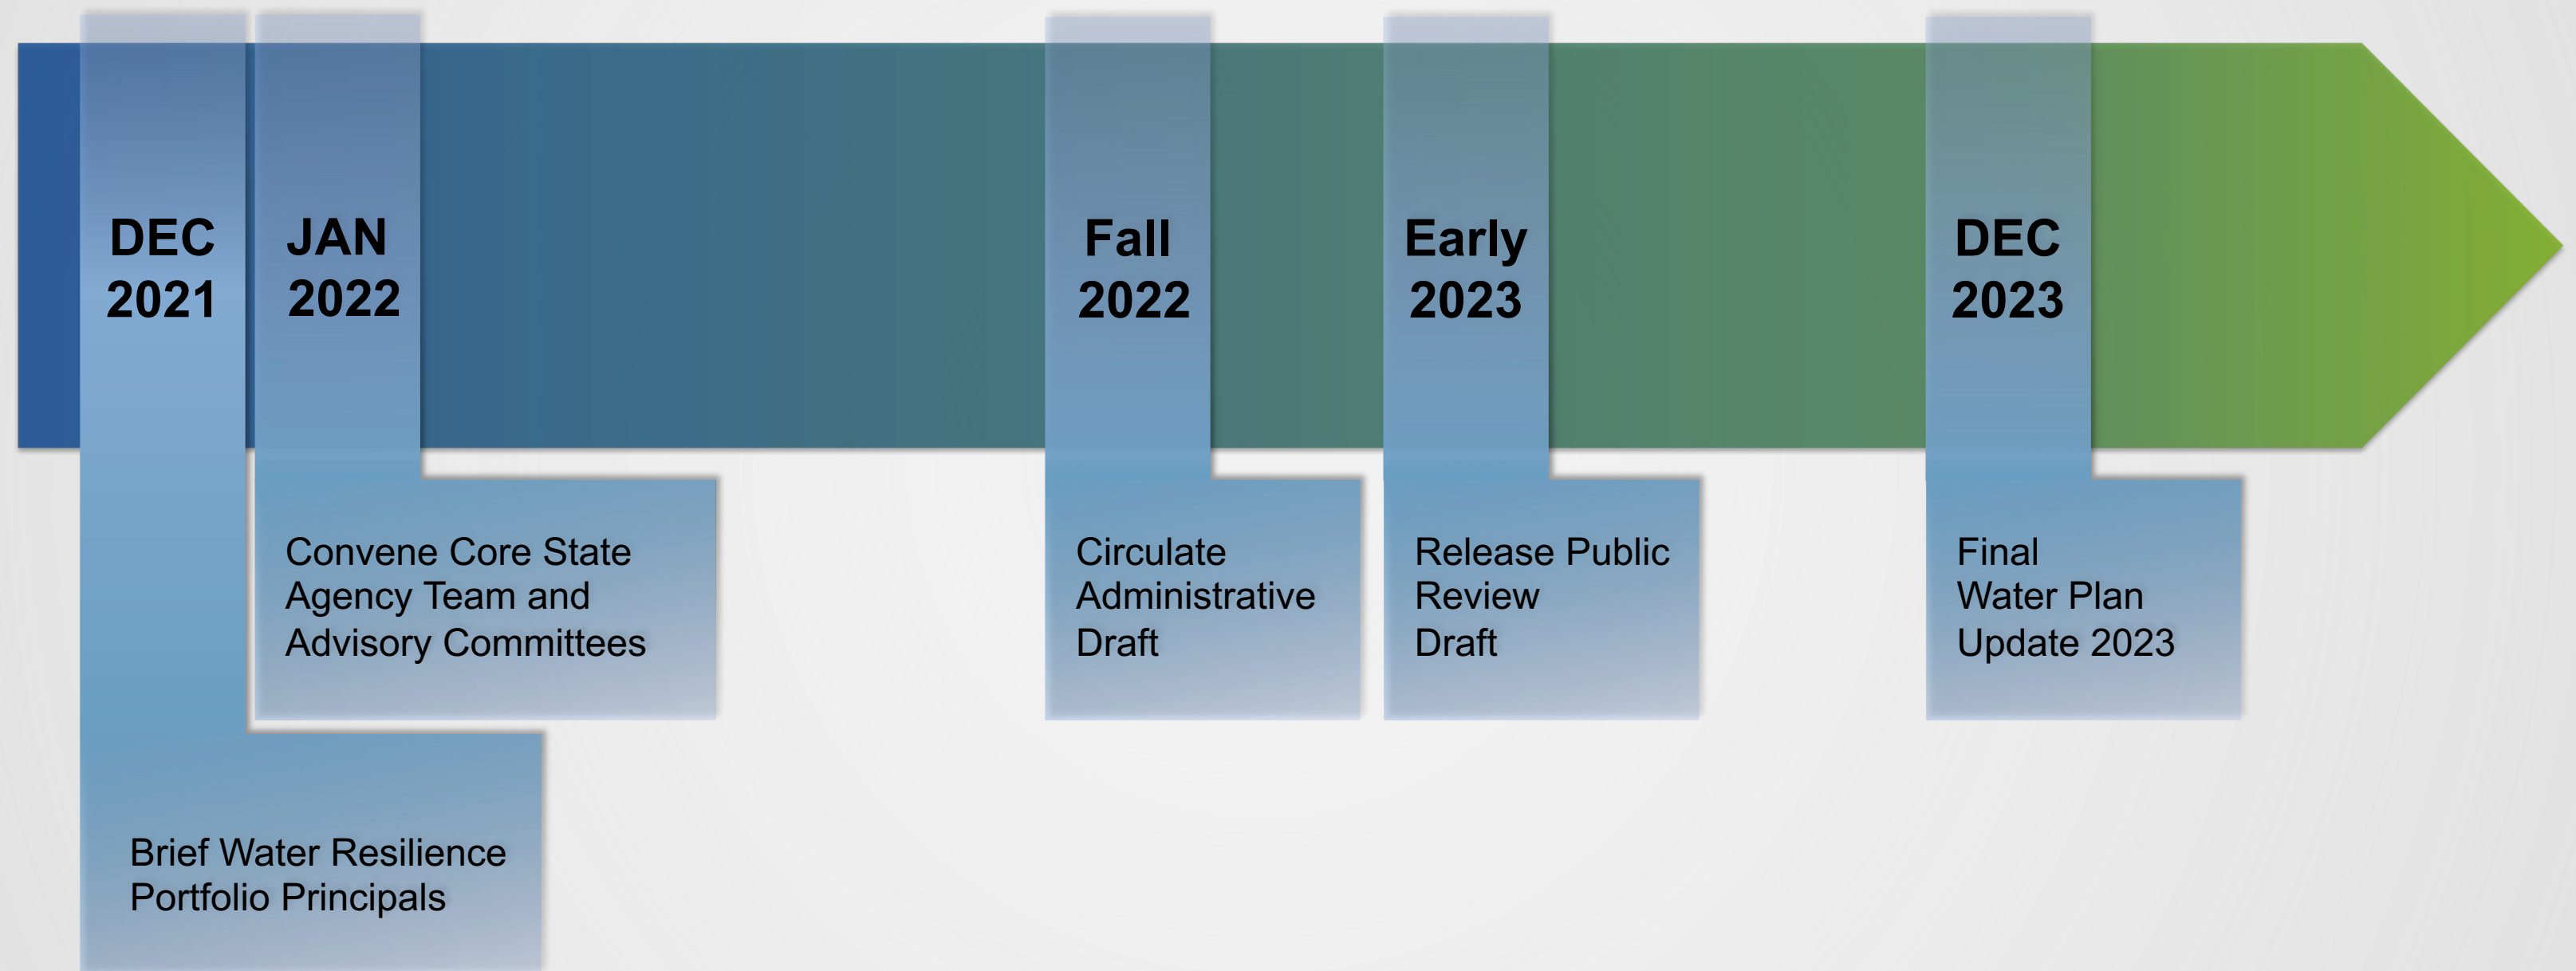 DEC
2021
JAN
2022
Fall
2022
Early
2023
DEC
2023
Convene Core State
Agency Team and
Advisory Committees
Circulate
Administrative
Draft
Release Public
Review
Draft
Final
Water Plan
Update 2023
Brief Water Resilience
Portfolio Principals